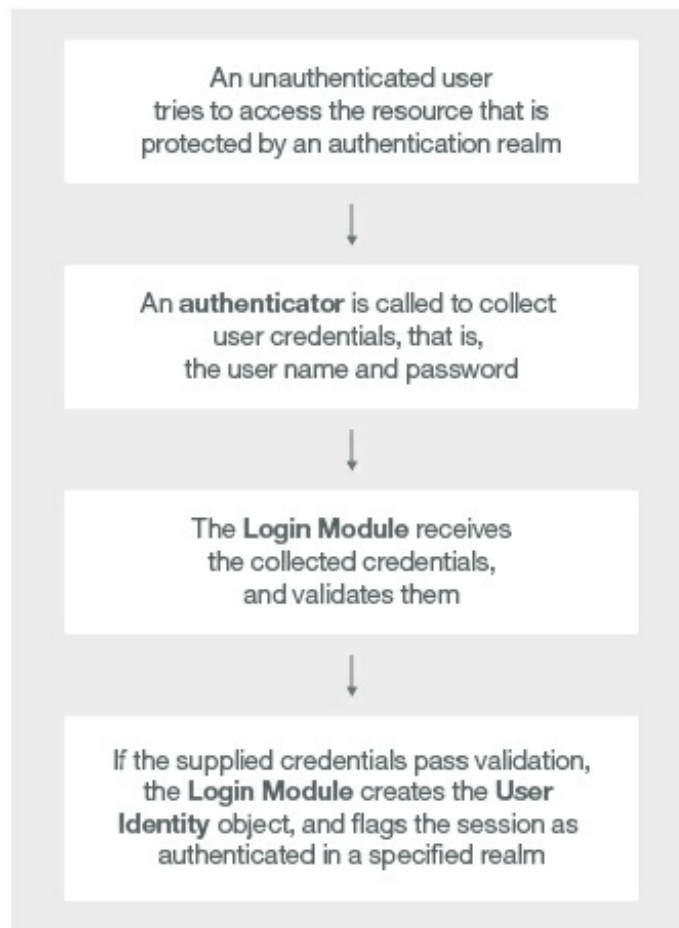 An unauthenticated user
tries to access the resource that is
protected by an authentication realm
An authenticator is called to collect
user credentials, that is,
the user name and password
The Login Module receives
the collected credentials,
and validates them
If the supplied credentials pass validation,
the Login Module creates the User
Identity object, and flags the session as
authenticated in a specified realm